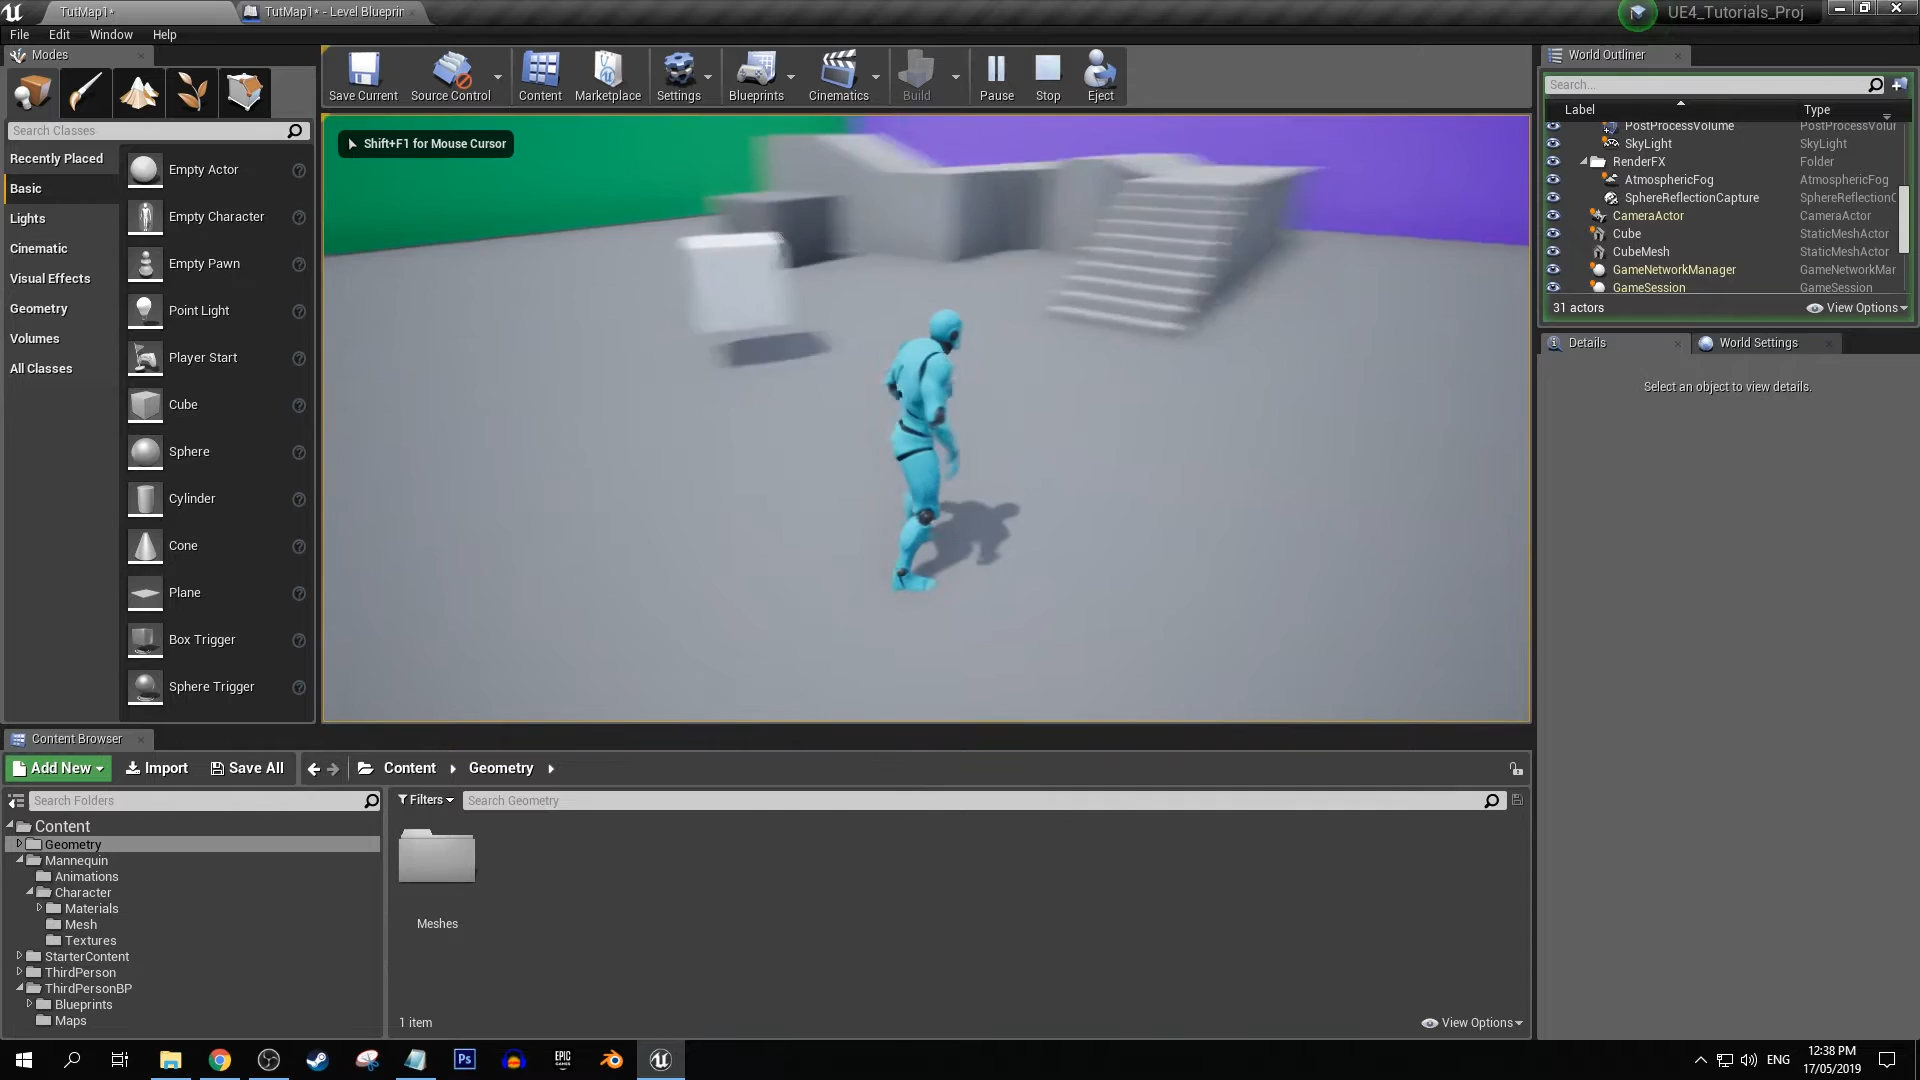 TutMap1*
TutMap1* - Level Blueprin
UE4_Tutorials_Proj
File
Edit
Window
Help
Modes
World Outliner
Save Current
Source Control
Content
Marketplace
Settings
Blueprints
Cinematics
Build
Pause
Stop
Eject
Search...
Label
Type
Search Classes
Shift+F1 for Mouse Cursor
PostProcessVolume
PostProcessVolur
SkyLight
SkyLight
RenderFX
Folder
AtmosphericFog
AtmosphericFog
SphereReflectionCapture
SphereReflectionC
CameraActor
CameraActor
Cube
StaticMeshActor
CubeMesh
StaticMeshActor
GameNetworkManager
GameNetworkMar
GameSession
GameSession
31 actors
View Options
Recently Placed
Basic
Lights
Cinematic
Visual Effects
Geometry
Volumes
All Classes
Empty Actor
Empty Character
Empty Pawn
Point Light
Player Start
Cube
Sphere
Cylinder
Cone
Plane
Box Trigger
Sphere Trigger
Details
World Settings
Select an object to view details.
Content Browser
Add New
Import
Save All
Content
Geometry
Search Folders
Filters
Search Geometry
Content
Geometry
Mannequin
Animations
Character
Materials
Mesh
Textures
StarterContent
ThirdPerson
ThirdPersonBP
Blueprints
Maps
Meshes
1 item
View Options
Ps
EPIC
GAMES
ENG
12:38 PM
17/05/2019